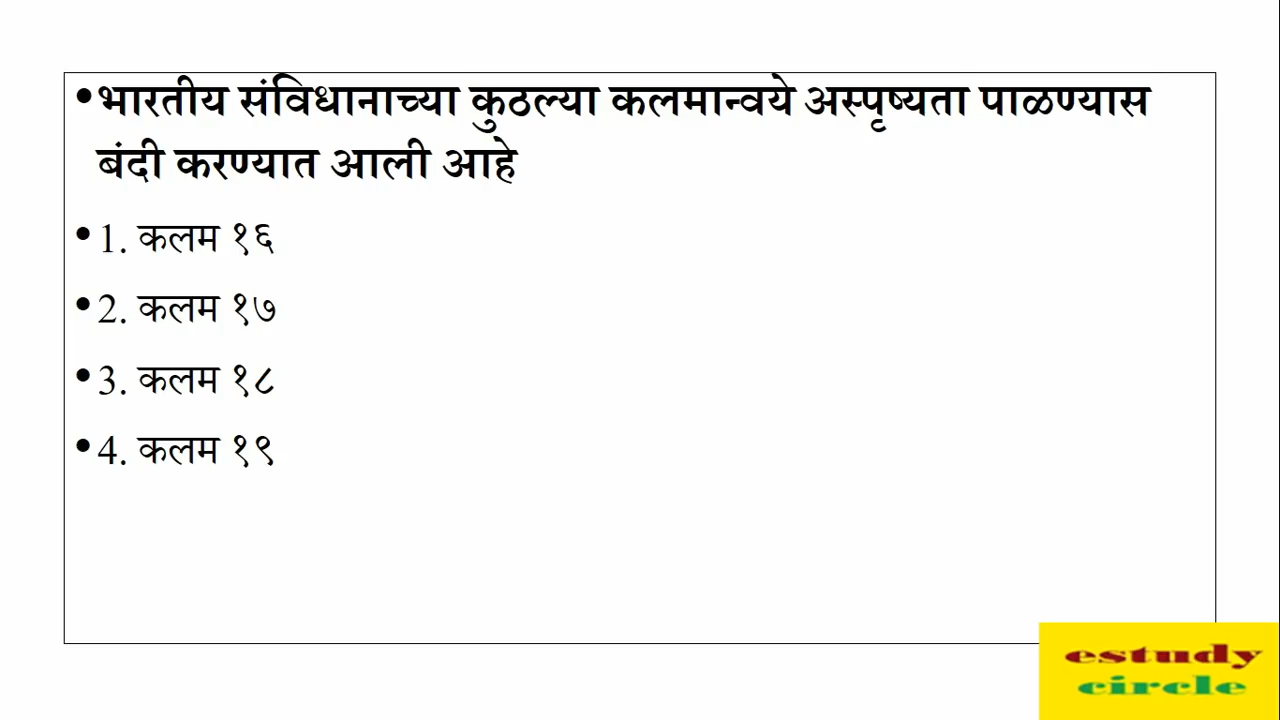 •भारतीय संविधानाच्या कुठल्या कलमान्वये अस्पृष्यता पाळण्यास
बंदी करण्यात आली आहे
•1. कलम १६
•2. कलम १७
•3. कलम १८
•4. कलम १९
estudy
circle